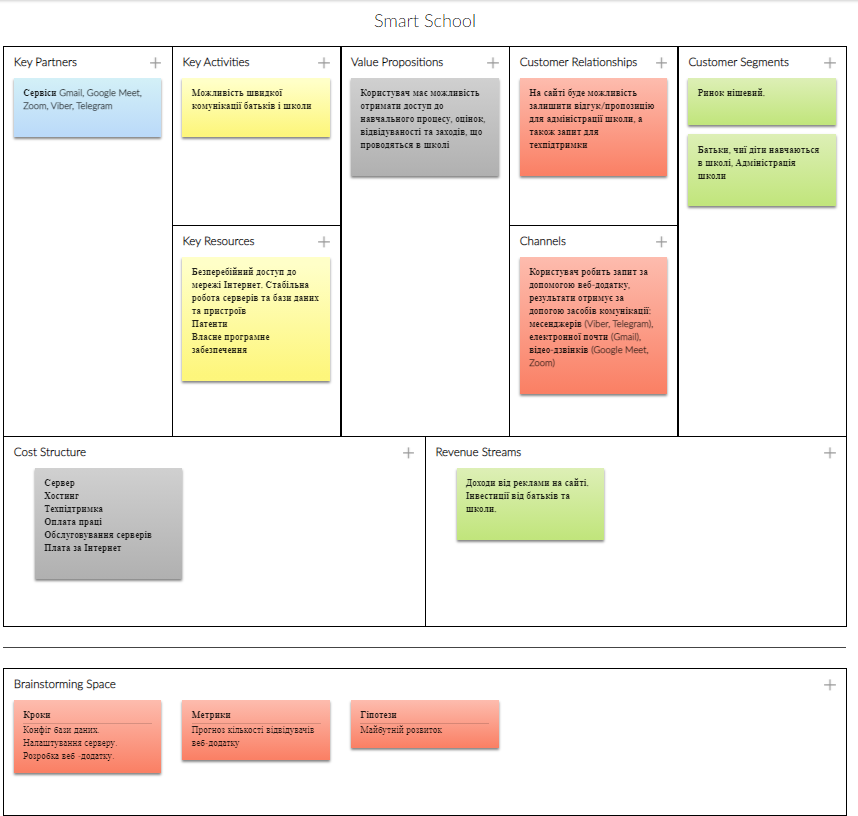 Smart School
Key Partners
Сервіси Gmail, Google Meet,
Zoom, Viber, Telegram
Key Activities
Можливість швидкої
комунікації батьків і школи
Key Resources
Безперебійний доступ до
мережі Інтернет. Стабільна
робота серверів та бази даних
та пристроїв
Патенти
Власне програмне
забезпечення
Value Propositions
Користувач має можливість
отримати доступ до
навчального процесу, оцінок,
відвідуваності та заходів, що
проводяться в школі
Customer Relationships
На сайті буде можливість
залишити відгук/пропозицію
для адміністрації школи, а
також запит для
техпідтримки
Channels
Користувач робить запит за
допомогою веб-додатку,
результати отримує за
допогою засобів комунікації:
месенджерів (Viber, Telegram),
електронної почти (Gmail),
відео-дзвінків (Google Meet,
Zoom)
Customer Segments
Ринок нішевий.
Батьки, чиї діти навчаються
в школі, Адміністрація
школи
Cost Structure
Сервер
Хостинг
Техпідтримка
Оплата праці
Обслуговування серверів
Плата за Інтернет
Revenue Streams
Доходи від реклами на сайті.
Інвестиції від батьків та
школи.
Brainstorming Space
Кроки
Конфіг бази даних.
Налаштування серверу.
Розробка веб -додатку.
Метрики
Прогноз кількості відвідувачів
веб-додатку
Гіпотези
Майбутній розвиток